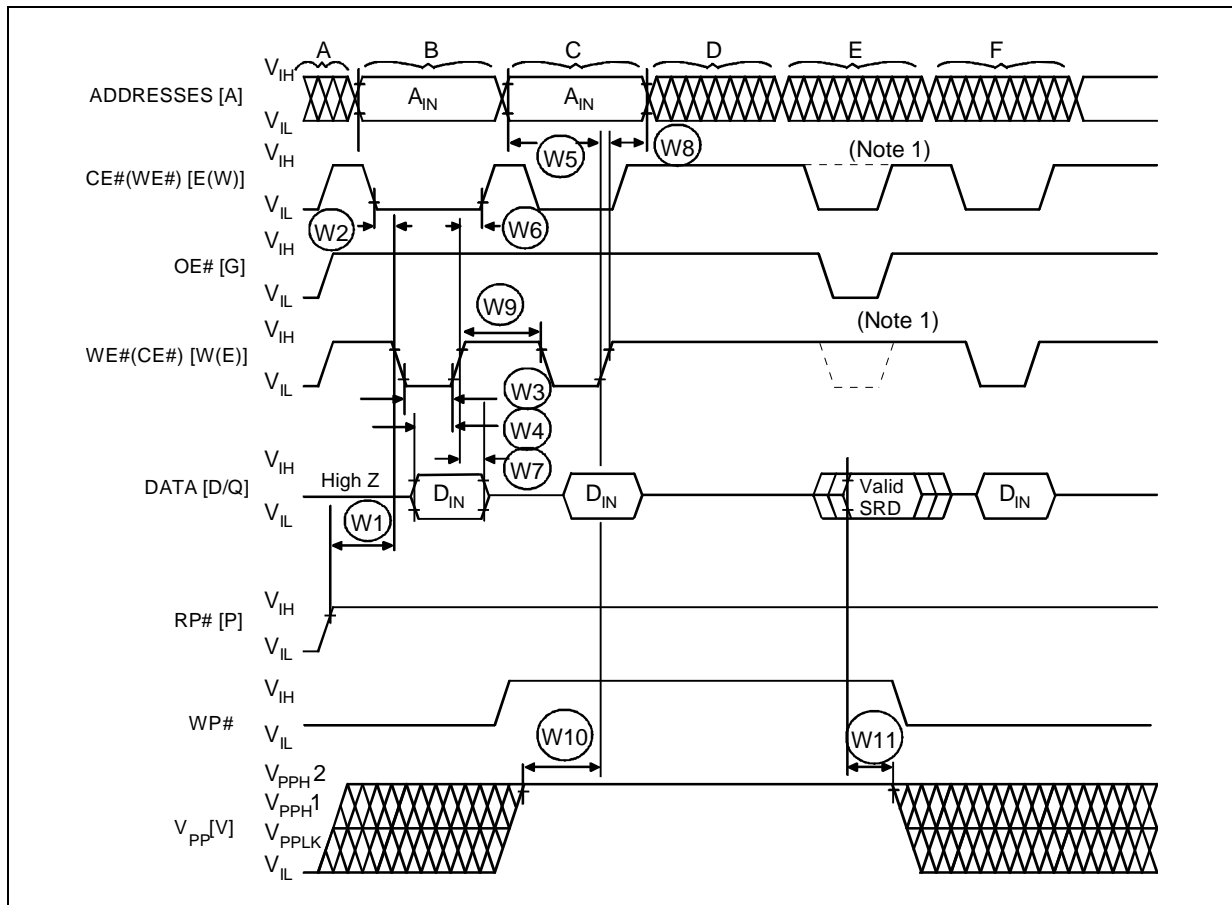 A B C D E F
V_IH
ADDRESSES [A] A_IN A_IN
V_IL
V_IH W5 W8 (Note 1)
CE#(WE#) [E(W)]
V_IL
W2 W6
V_IH
OE# [G]
V_IL
W9
V_IH (Note 1)
WE#(CE#) [W(E)]
V_IL
W3
W4
W7
V_IH High Z
DATA [D/Q] D_IN D_IN Valid D_IN
SRD
V_IL
W1
V_IH
RP# [P]
V_IL
V_IH
WP#
V_IL
W10 W11
V_PPH 2
V_PPH 1
V_PP [V] V_PPLK
V_IL